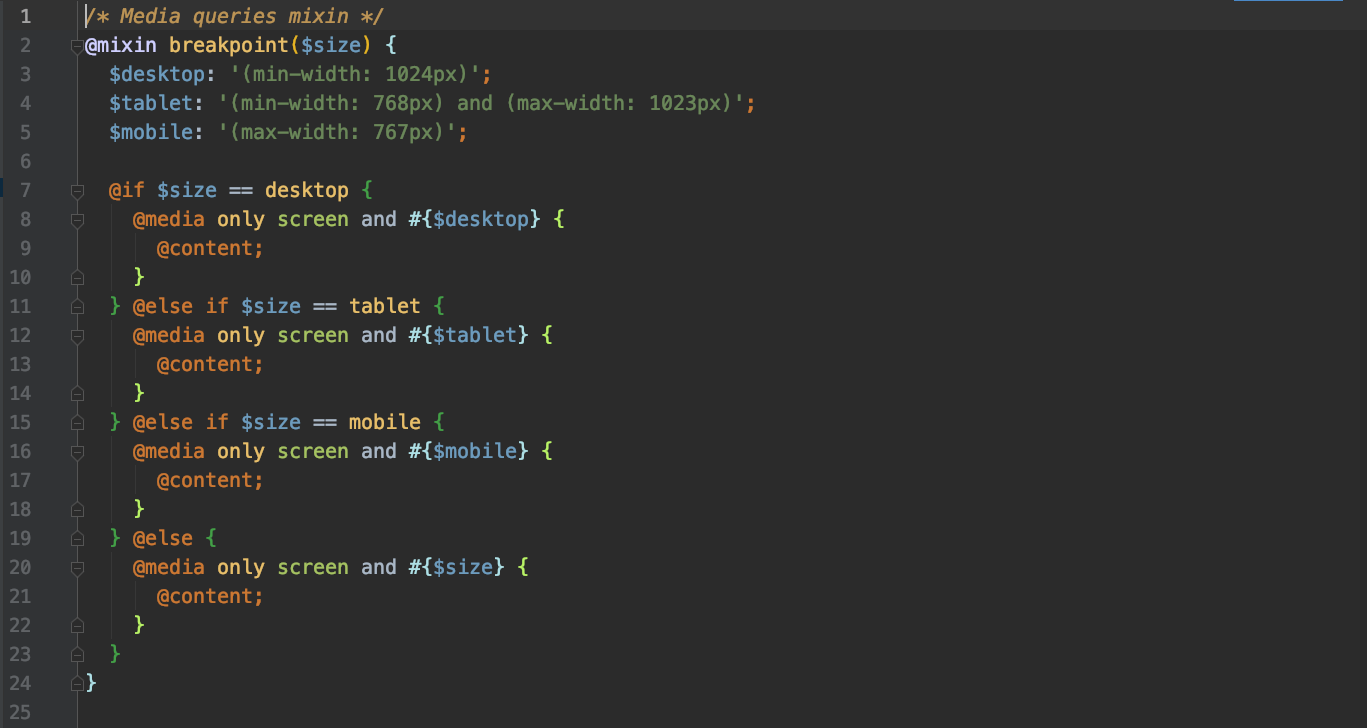 1 /* Media queries mixin */
2 @mixin breakpoint($size) {
3   $desktop: '(min-width: 1024px)';
4   $tablet: '(min-width: 768px) and (max-width: 1023px)';
5   $mobile: '(max-width: 767px)';
6
7   @if $size == desktop {
8     @media only screen and #{$desktop} {
9       @content;
10     }
11   } @else if $size == tablet {
12     @media only screen and #{$tablet} {
13       @content;
14     }
15   } @else if $size == mobile {
16     @media only screen and #{$mobile} {
17       @content;
18     }
19   } @else {
20     @media only screen and #{$size} {
21       @content;
22     }
23   }
24 }
25